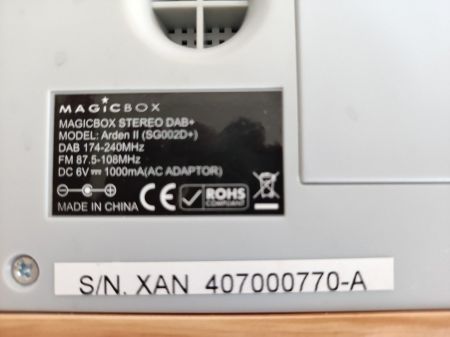 MAGICBOX
MAGICBOX STEREO DAB+
MODEL: Arden II (SG002D+)
DAB 174-240MHz
FM 87.5-108MHz
DC 6V⎓1000mA(AC ADAPTOR)
MADE IN CHINA CE ROHS
COMPLIANT
S/N. XAN 407000770-A